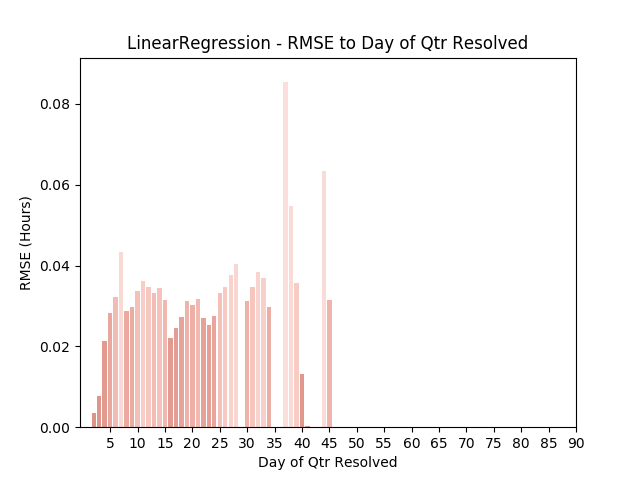 LinearRegression - RMSE to Day of Qtr Resolved
0.08
0.06
0.04
0.02
0.00
RMSE (Hours)
5 10 15 20 25 30 35 40 45 50 55 60 65 70 75 80 85 90
Day of Qtr Resolved